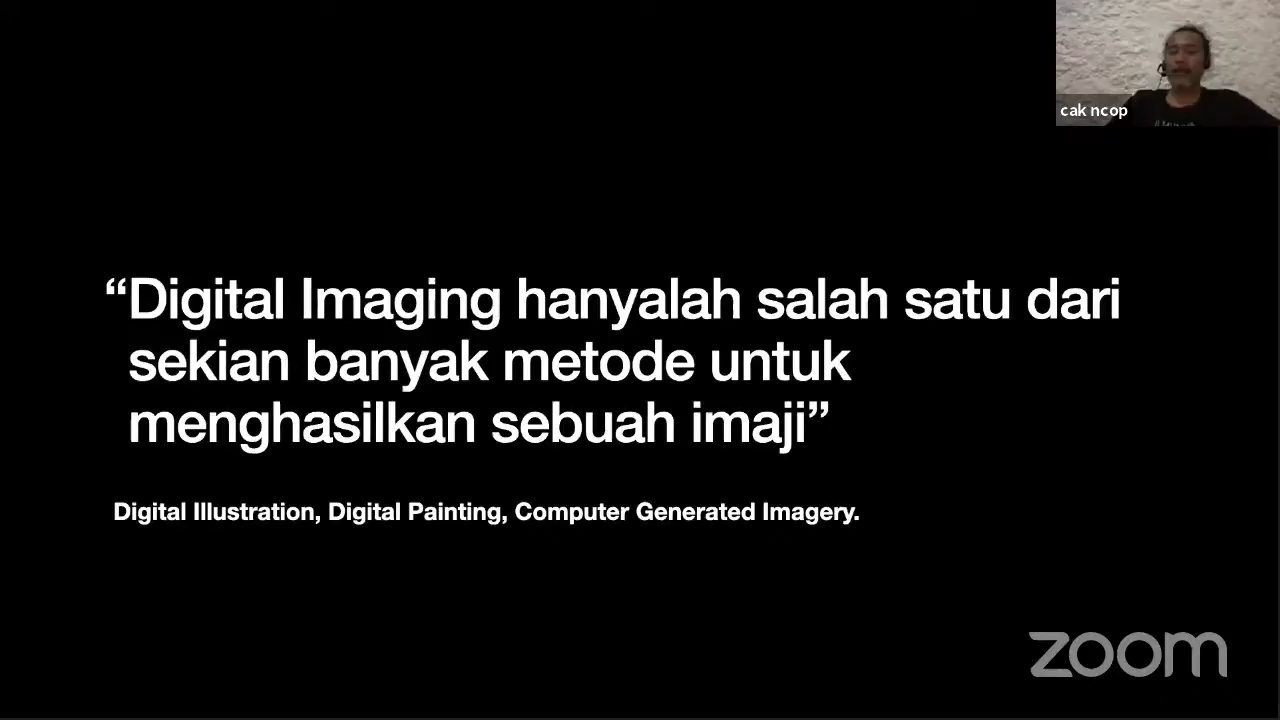 cak ncop
“Digital Imaging hanyalah salah satu dari
sekian banyak metode untuk
menghasilkan sebuah imaji”
Digital Illustration, Digital Painting, Computer Generated Imagery.
zoom